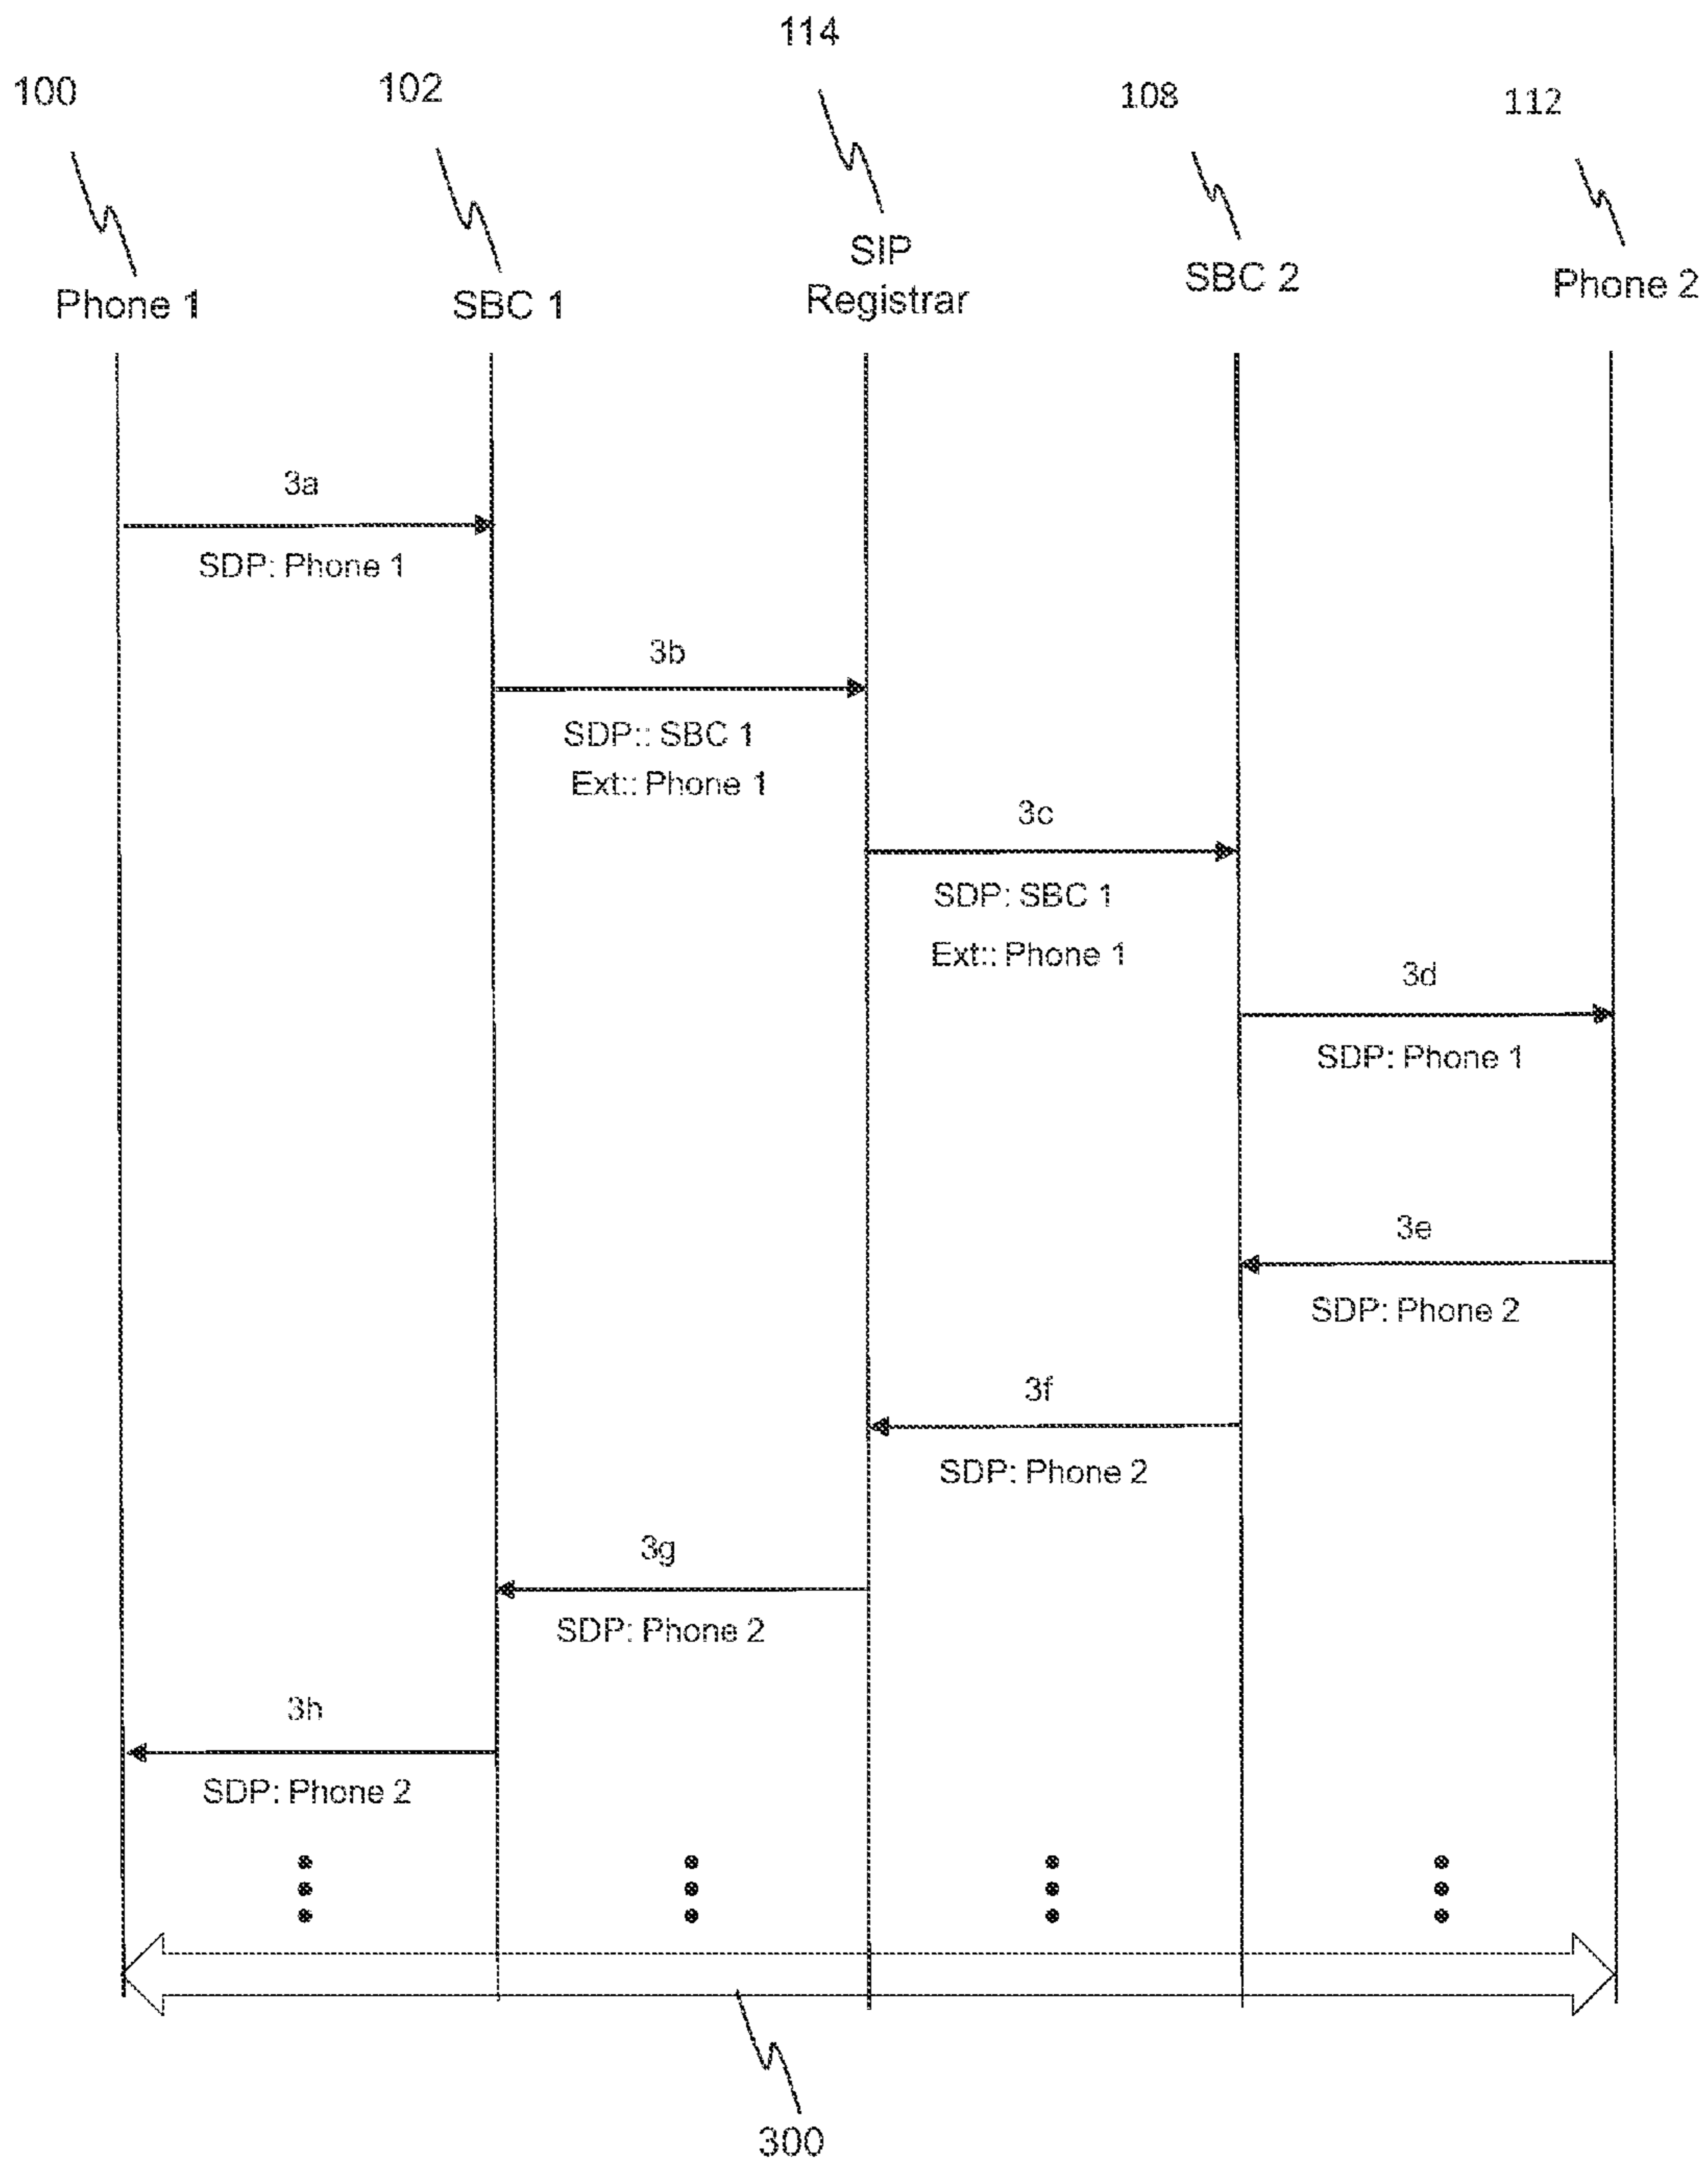 114
100
102
108
112
SIP
Registrar
SBC 2
Phone 2
Phone 1
SBC 1
3a
SDP: Phone 1
3b
SDP:: SBC 1
Ext:: Phone 1
3c
SDP: SBC 1
Ext:: Phone 1
3d
SDP: Phone 1
3e
SDP: Phone 2
3f
SDP: Phone 2
3g
SDP: Phone 2
3h
SDP: Phone 2
300